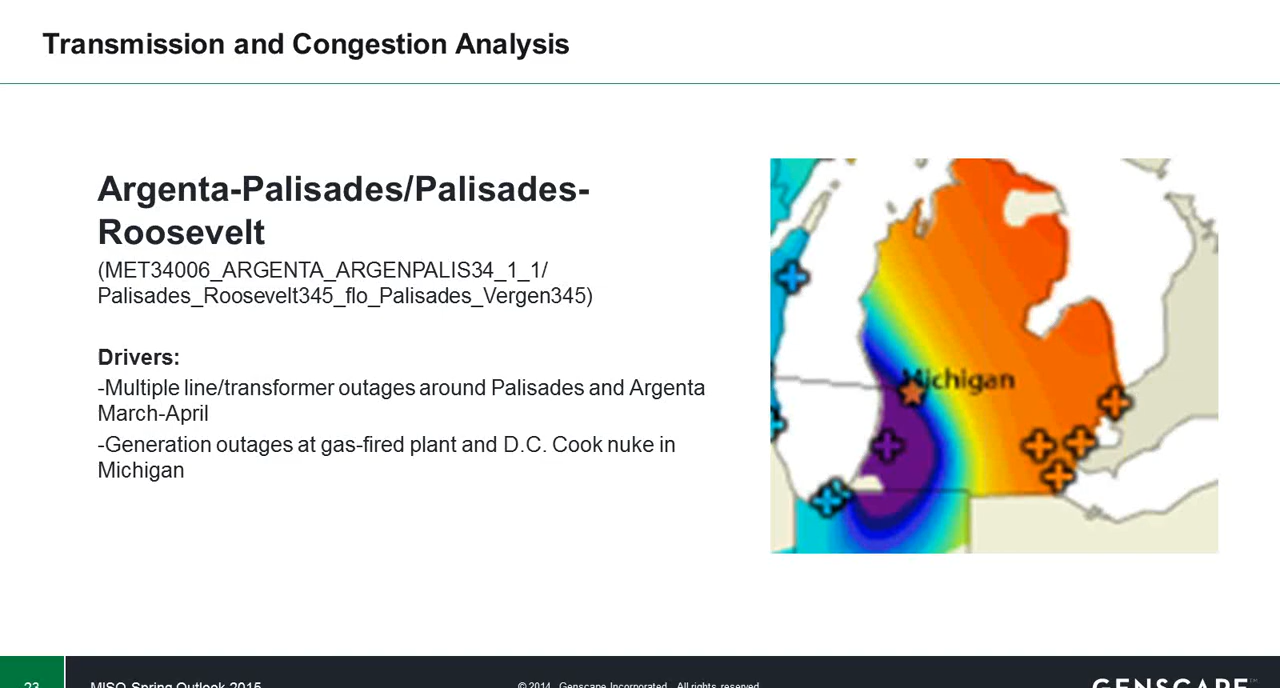 Transmission and Congestion Analysis
Argenta-Palisades/Palisades-
Roosevelt
(MET34006_ARGENTA_ARGENPALIS34_1_1/
Palisades_Roosevelt345_flo_Palisades_Vergen345)
Drivers:
-Multiple line/transformer outages around Palisades and Argenta
March-April
-Generation outages at gas-fired plant and D.C. Cook nuke in
Michigan
Michigan
23
MISO Spring Outlook 2015
© 2014 Genscape Incorporated. All rights reserved.
GENSCAPE™